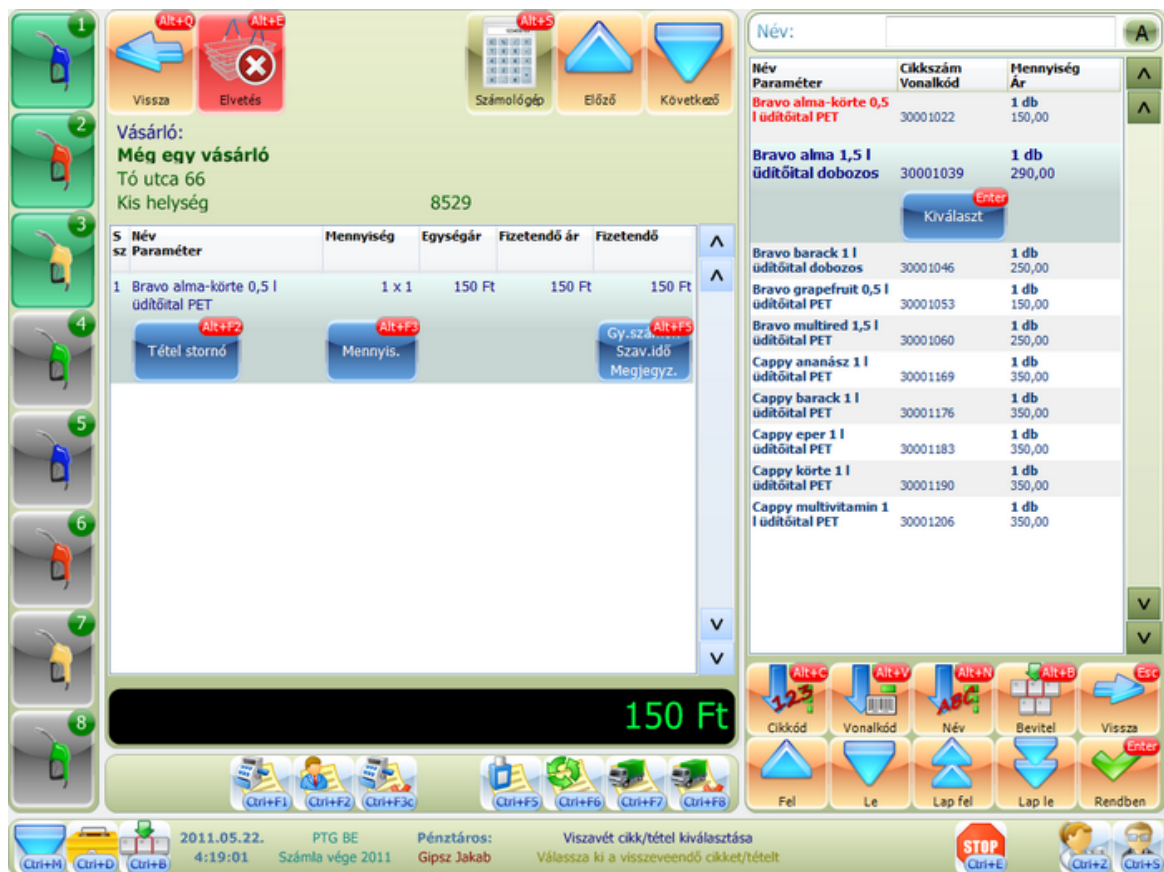 1
2
3
4
5
6
7
8
Alt+Q
Vissza
Alt+E
Elvetés
Alt+S
Számológép
Előző
Következő
Vásárló:
Még egy vásárló
Tó utca 66
Kis helység 8529
S Név Mennyiség Egységár Fizetendő ár Fizetendő
sz Paraméter
1 Bravo alma-körte 0,5 l 1 x 1 150 Ft 150 Ft 150 Ft
üdítőital PET
Alt+F2
Tétel stornó
Alt+F3
Mennyis.
Alt+F5
Szav.idő
Megjegyz.
150 Ft
Ctrl+F1
Ctrl+F2
Ctrl+F3c
Ctrl+F5
Ctrl+F6
Ctrl+F7
Ctrl+F8
Név:
A
Név Cikkszám Mennyiség
Paraméter Vonalkód Ár
Bravo alma-körte 0,5 1 db
l üdítőital PET 30001022 150,00
Bravo alma 1,5 l 1 db
üdítőital dobozos 30001039 290,00
Enter
Kiválaszt
Bravo barack 1 l 1 db
üdítőital dobozos 30001046 250,00
Bravo grapefruit 0,5 l 1 db
üdítőital PET 30001053 150,00
Bravo multired 1,5 l 1 db
üdítőital PET 30001060 250,00
Cappy ananász 1 l 1 db
üdítőital PET 30001169 350,00
Cappy barack 1 l 1 db
üdítőital PET 30001176 350,00
Cappy eper 1 l 1 db
üdítőital PET 30001183 350,00
Cappy körte 1 l 1 db
üdítőital PET 30001190 350,00
Cappy multivitamin 1 1 db
l üdítőital PET 30001206 350,00
Alt+C
123
Cikkód
Alt+V
Vonalkód
Alt+N
ABC
Név
Alt+B
Bevitel
Esc
Vissza
Fel
Le
Lap fel
Lap le
Enter
Rendben
Ctrl+M
Ctrl+D
Ctrl+B
2011.05.22. PTG BE Pénztáros: Viszavét cikk/tétel kiválasztása
4:19:01 Számla vége 2011 Gipsz Jakab Válassza ki a visszeveendő cikket/tételt
STOP
Ctrl+E
Ctrl+Z
Ctrl+S